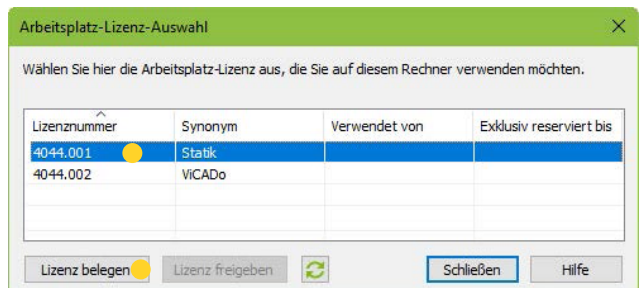 Arbeitsplatz-Lizenz-Auswahl
Wählen Sie hier die Arbeitsplatz-Lizenz aus, die Sie auf diesem Rechner verwenden möchten.
Lizenznummer Synonym Verwendet von Exklusiv reserviert bis
4044.001 Statik
4044.002 ViCADo
Lizenz belegen Lizenz freigeben Schließen Hilfe